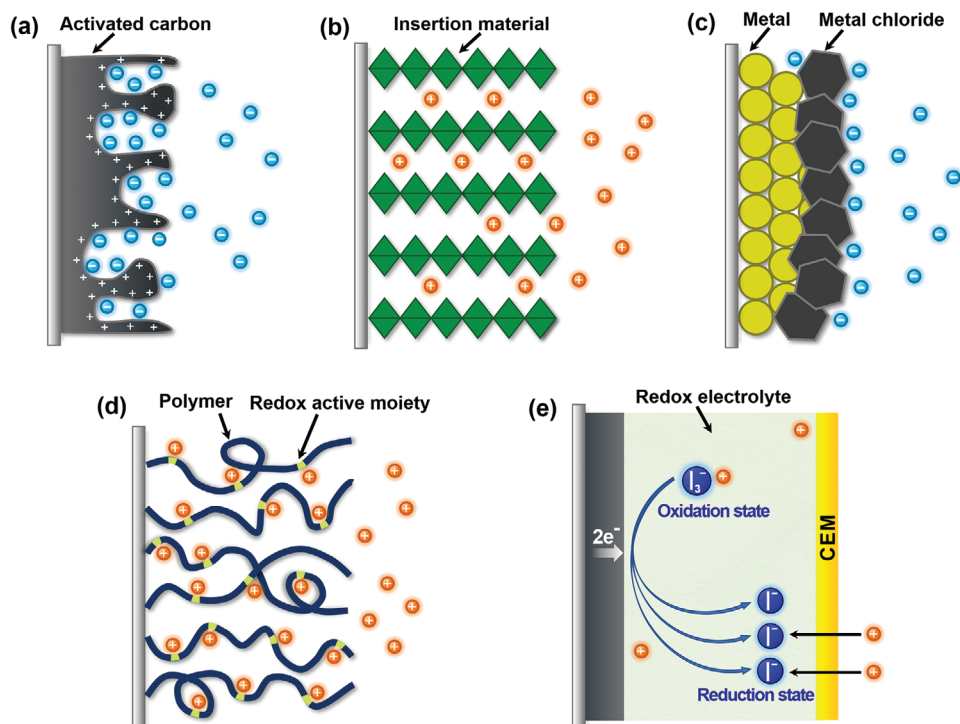 (a)
Activated carbon
(b)
Insertion material
(c)
Metal
Metal chloride
(d)
Polymer
Redox active moiety
(e)
Redox electrolyte
I₃⁻
Oxidation state
2e⁻
CEM
I⁻
I⁻
I⁻
Reduction state